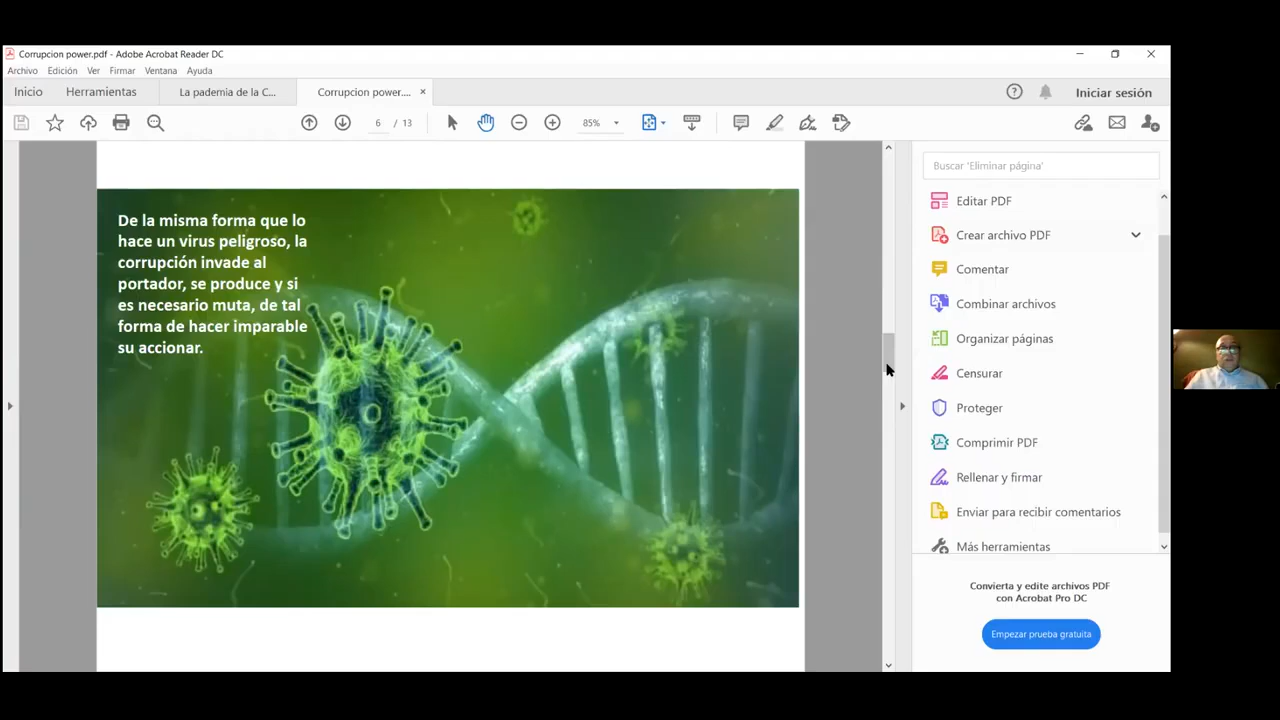 Corrupcion power.pdf - Adobe Acrobat Reader DC
Archivo Edición Ver Firmar Ventana Ayuda
Inicio Herramientas La pademia de la C... Corrupcion power.... ×
Iniciar sesión
6 / 13 85%
De la misma forma que lo
hace un virus peligroso, la
corrupción invade al
portador, se produce y si
es necesario muta, de tal
forma de hacer imparable
su accionar.
Buscar 'Eliminar página'
Editar PDF
Crear archivo PDF
Comentar
Combinar archivos
Organizar páginas
Censurar
Proteger
Comprimir PDF
Rellenar y firmar
Enviar para recibir comentarios
Más herramientas
Convierta y edite archivos PDF
con Acrobat Pro DC
Empezar prueba gratuita